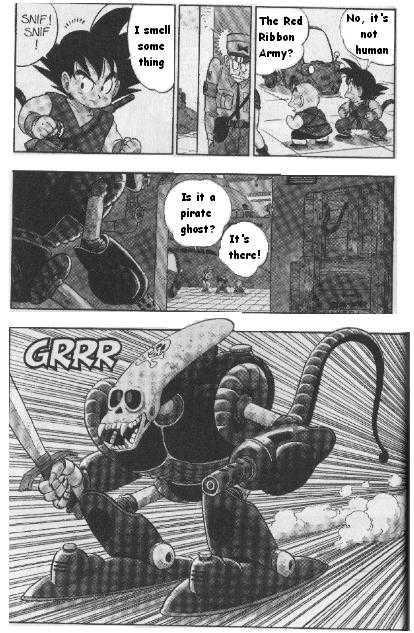 SNIF!
SNIF
!
I smell
some
thing
The Red
Ribbon
Army?
No, it's
not
human
Is it a
pirate
ghost?
It's
there!
GRRR